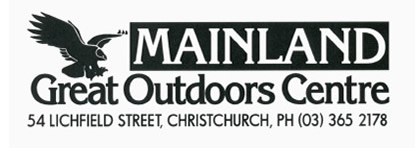 MAINLAND
Great Outdoors Centre
54 LICHFIELD STREET, CHRISTCHURCH, PH (03) 365 2178